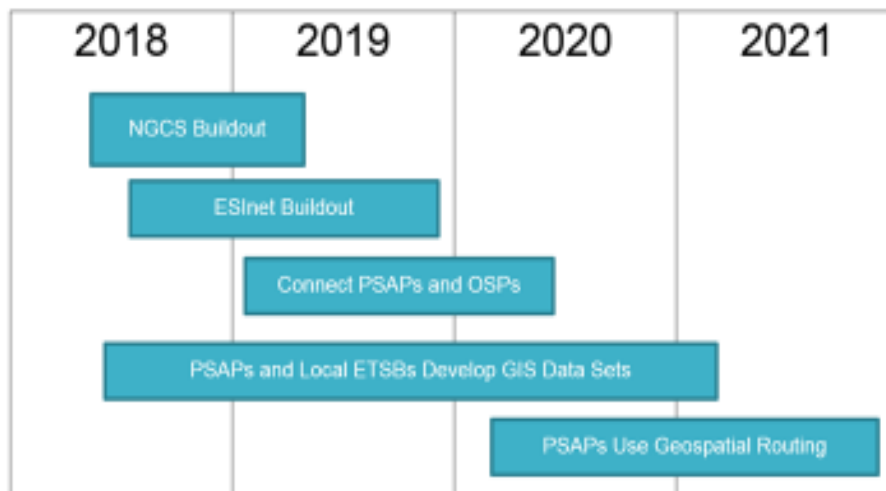 2018 2019 2020 2021
NGCS Buildout
ESInet Buildout
Connect PSAPs and OSPs
PSAPs and Local ETSBs Develop GIS Data Sets
PSAPs Use Geospatial Routing